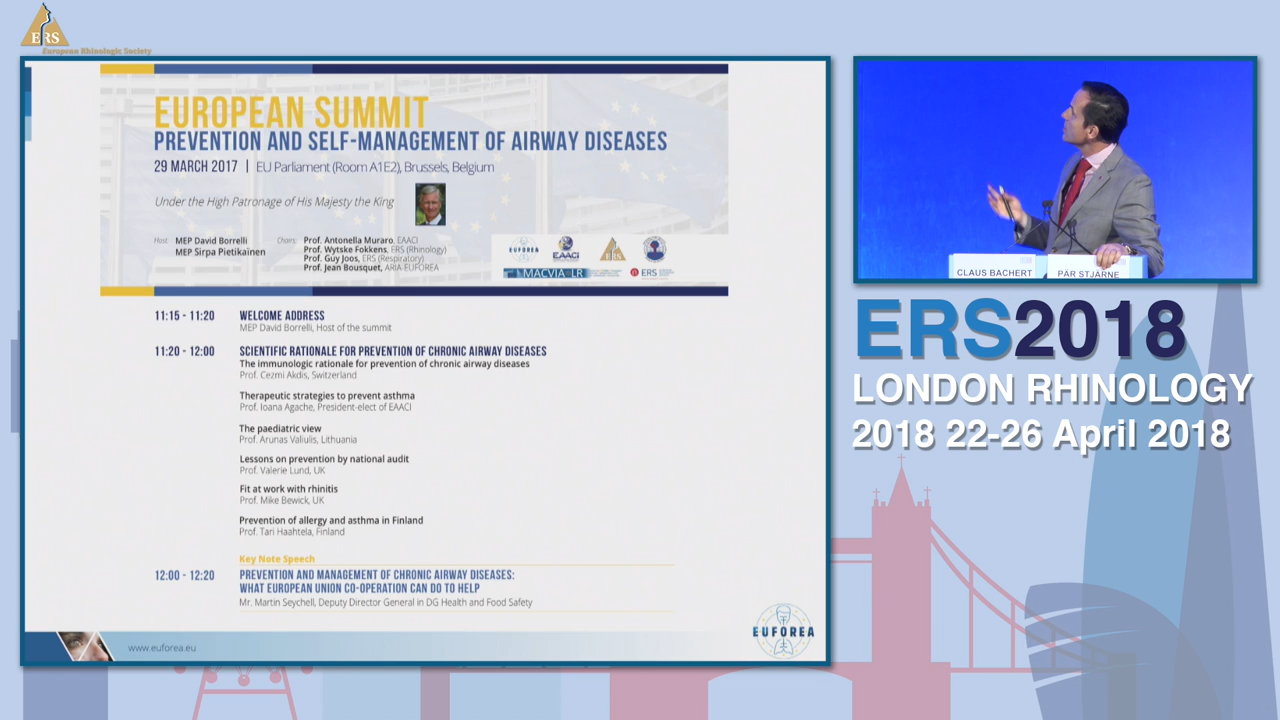 ERS
European Rhinologic Society
EUROPEAN SUMMIT
PREVENTION AND SELF-MANAGEMENT OF AIRWAY DISEASES
29 MARCH 2017 | EU Parliament (Room A1E2), Brussels, Belgium
Under the High Patronage of His Majesty the King
Host: MEP David Borrelli
MEP Sirpa Pietikainen
Chairs: Prof. Antonella Muraro, EAACI
Prof. Wytske Fokkens, ERS (Rhinology)
Prof. Guy Joos, ERS (Respiratory)
Prof. Jean Bousquet, ARIA-EUFOREA
EUFOREA
EAACI
MACVIA-LR
ERS
11:15 - 11:20 WELCOME ADDRESS
MEP David Borrelli, Host of the summit
11:20 - 12:00 SCIENTIFIC RATIONALE FOR PREVENTION OF CHRONIC AIRWAY DISEASES
The immunologic rationale for prevention of chronic airway diseases
Prof. Cezmi Akdis, Switzerland
Therapeutic strategies to prevent asthma
Prof. Ioana Agache, President-elect of EAACI
The paediatric view
Prof. Arunas Valiulis, Lithuania
Lessons on prevention by national audit
Prof. Valerie Lund, UK
Fit at work with rhinitis
Prof. Mike Bewick, UK
Prevention of allergy and asthma in Finland
Prof. Tari Haahtela, Finland
Key Note Speech
12:00 - 12:20 PREVENTION AND MANAGEMENT OF CHRONIC AIRWAY DISEASES:
WHAT EUROPEAN UNION CO-OPERATION CAN DO TO HELP
Mr. Martin Seychell, Deputy Director General in DG Health and Food Safety
www.euforea.eu
EUFOREA
CLAUS BACHERT
PÄR STJÄRNE
ERS2018
LONDON RHINOLOGY
2018 22-26 April 2018